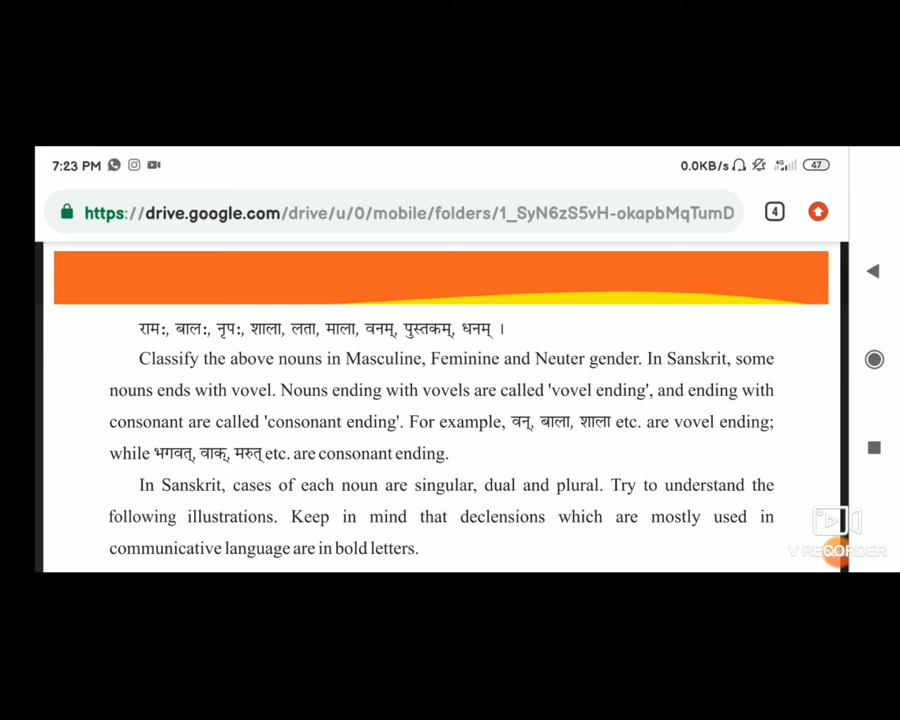 7:23 PM
0.0KB/s 4G 47
https://drive.google.com/drive/u/0/mobile/folders/1_SyN6zS5vH-okapbMqTumD 4
रामः, बालः, नृपः, शाला, लता, माला, वनम्, पुस्तकम्, धनम् ।
Classify the above nouns in Masculine, Feminine and Neuter gender. In Sanskrit, some
nouns ends with vovel. Nouns ending with vovels are called 'vovel ending', and ending with
consonant are called 'consonant ending'. For example, वन्, बाला, शाला etc. are vovel ending;
while भगवत्, वाक्, मरुत् etc. are consonant ending.
In Sanskrit, cases of each noun are singular, dual and plural. Try to understand the
following illustrations. Keep in mind that declensions which are mostly used in
communicative language are in bold letters.
V RECORDER